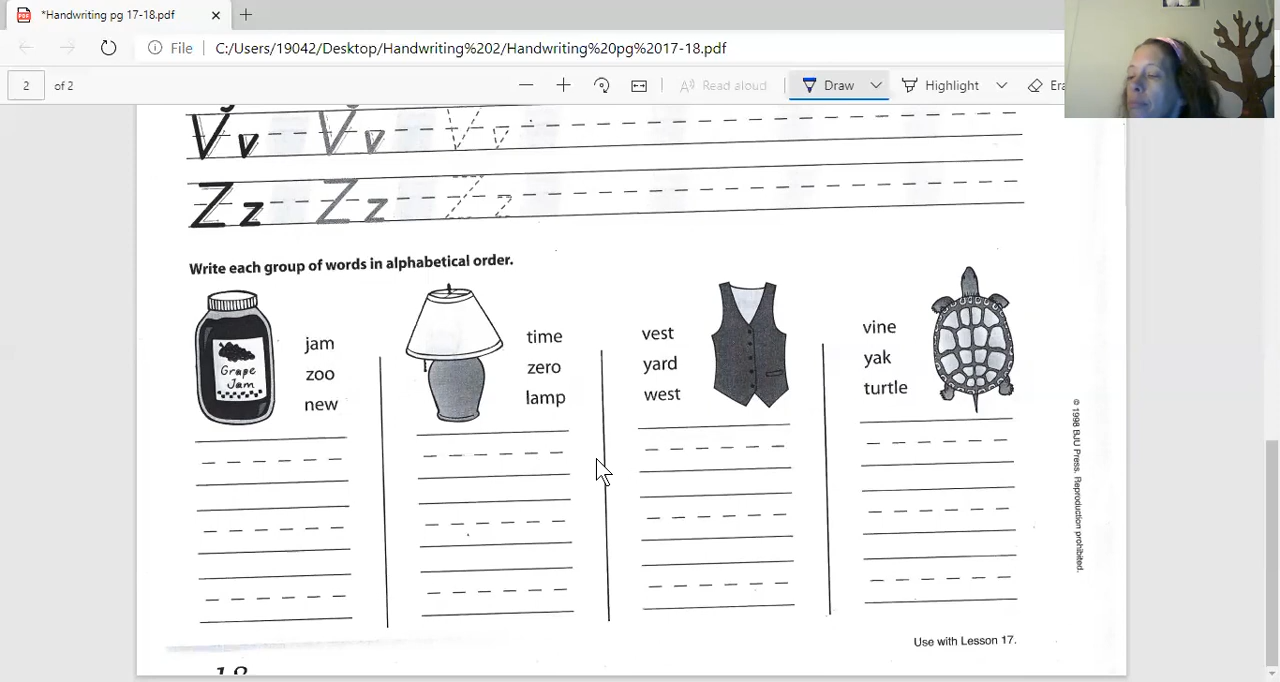 *Handwriting pg 17-18.pdf
File C:/Users/19042/Desktop/Handwriting%202/Handwriting%20pg%2017-18.pdf
2 of 2 Read aloud Draw Highlight
Vv Vv Vv
Zz Zz Zz
Write each group of words in alphabetical order.
Grape
Jam
jam
zoo
new
time
zero
lamp
vest
yard
west
vine
yak
turtle
© 1998 BJU Press. Reproduction prohibited.
Use with Lesson 17.
18